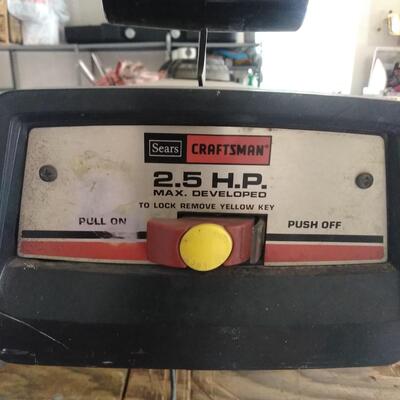 Sears CRAFTSMAN
2.5 H.P.
MAX. DEVELOPED
TO LOCK REMOVE YELLOW KEY
PULL ON PUSH OFF